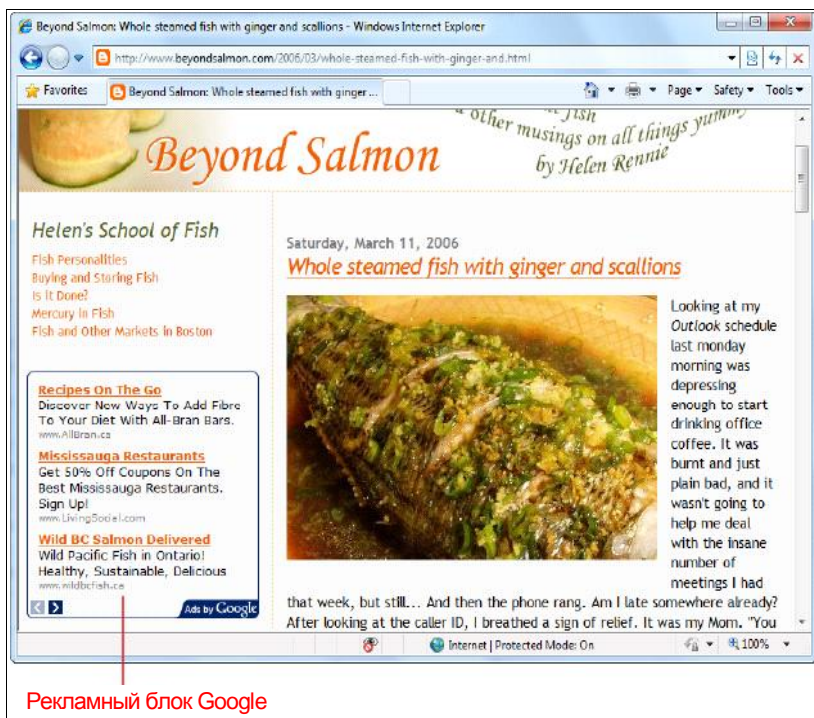 Beyond Salmon: Whole steamed fish with ginger and scallions - Windows Internet Explorer
http://www.beyondsalmon.com/2006/03/whole-steamed-fish-with-ginger-and.html
Favorites
Beyond Salmon: Whole steamed fish with ginger ...
Page
Safety
Tools
fish
other musings on all things yummy
by Helen Rennie
Beyond Salmon
Helen's School of Fish
Fish Personalities
Buying and Storing Fish
Is it Done?
Mercury in Fish
Fish and Other Markets in Boston
Recipes On The Go
Discover New Ways To Add Fibre
To Your Diet With All-Bran Bars.
www.AllBran.ca
Mississauga Restaurants
Get 50% Off Coupons On The
Best Mississauga Restaurants.
Sign Up!
www.LivingSocial.com
Wild BC Salmon Delivered
Wild Pacific Fish in Ontario!
Healthy, Sustainable, Delicious
www.wildbcfish.ca
Ads by Google
Saturday, March 11, 2006
Whole steamed fish with ginger and scallions
Looking at my
Outlook schedule
last monday
morning was
depressing
enough to start
drinking office
coffee. It was
burnt and just
plain bad, and it
wasn't going to
help me deal
with the insane
number of
meetings I had
that week, but still... And then the phone rang. Am I late somewhere already?
After looking at the caller ID, I breathed a sign of relief. It was my Mom. "You
Internet | Protected Mode: On
100%
Рекламный блок Google